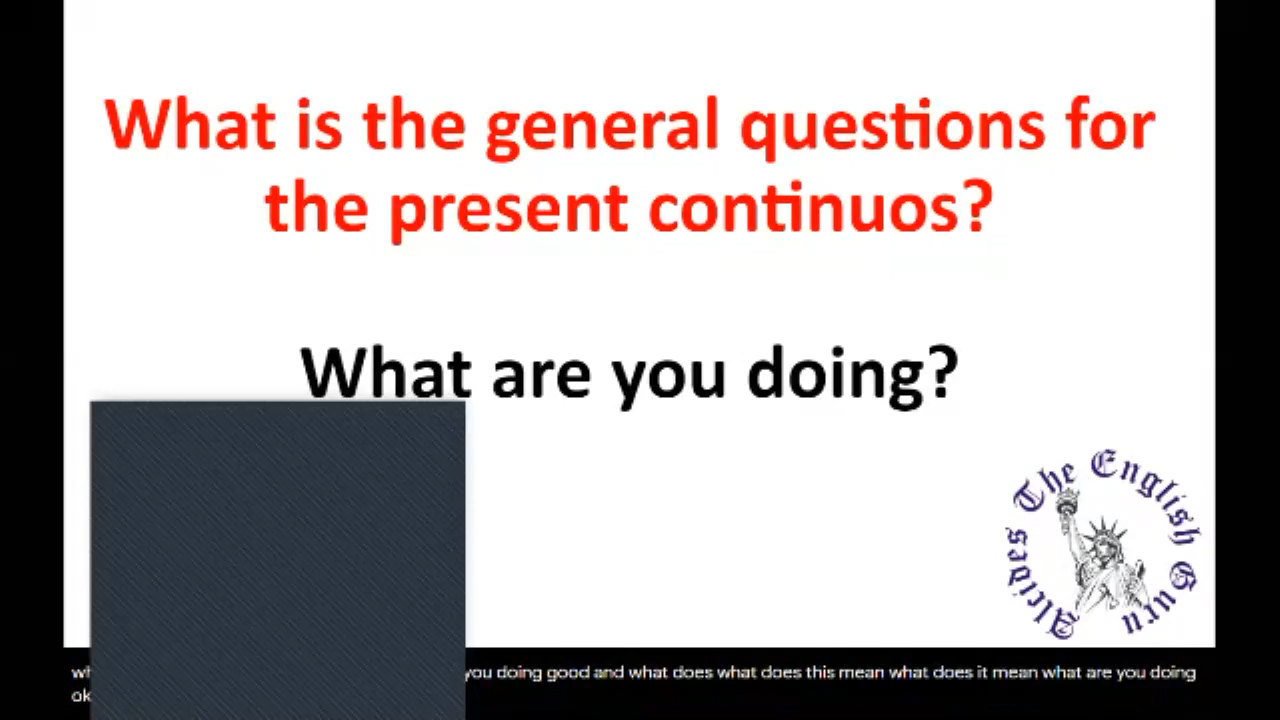 What is the general questions for
the present continuos?
What are you doing?
Alcides The English Guru
you doing good and what does what does this mean what does it mean what are you doing